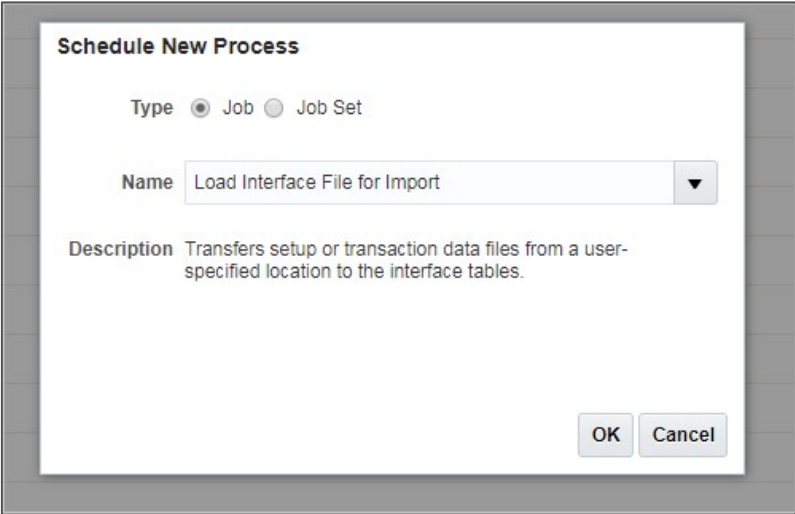 Schedule New Process
Type Job Job Set
Name Load Interface File for Import
Description Transfers setup or transaction data files from a user-
specified location to the interface tables.
OK Cancel